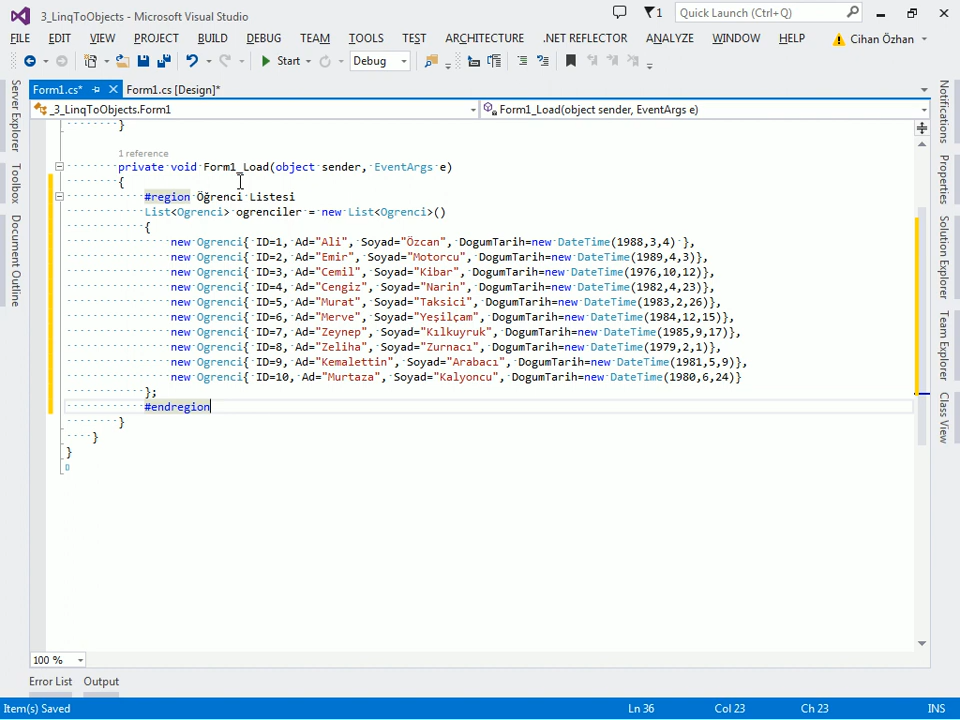 3_LinqToObjects - Microsoft Visual Studio
1
Quick Launch (Ctrl+Q)
FILE EDIT VIEW PROJECT BUILD DEBUG TEAM TOOLS TEST ARCHITECTURE .NET REFLECTOR ANALYZE WINDOW HELP Cihan Özhan
Start Debug
Form1.cs* Form1.cs [Design]*
_3_LinqToObjects.Form1 Form1_Load(object sender, EventArgs e)
}
1 reference
private void Form1_Load(object sender, EventArgs e)
{
#region Öğrenci Listesi
List<Ogrenci> ogrenciler = new List<Ogrenci>()
{
new Ogrenci{ ID=1, Ad="Ali", Soyad="Özcan", DogumTarih=new DateTime(1988,3,4) },
new Ogrenci{ ID=2, Ad="Emir", Soyad="Motorcu", DogumTarih=new DateTime(1989,4,3)},
new Ogrenci{ ID=3, Ad="Cemil", Soyad="Kibar", DogumTarih=new DateTime(1976,10,12)},
new Ogrenci{ ID=4, Ad="Cengiz", Soyad="Narin", DogumTarih=new DateTime(1982,4,23)},
new Ogrenci{ ID=5, Ad="Murat", Soyad="Taksici", DogumTarih=new DateTime(1983,2,26)},
new Ogrenci{ ID=6, Ad="Merve", Soyad="Yeşilçam", DogumTarih=new DateTime(1984,12,15)},
new Ogrenci{ ID=7, Ad="Zeynep", Soyad="Kılkuyruk", DogumTarih=new DateTime(1985,9,17)},
new Ogrenci{ ID=8, Ad="Zeliha", Soyad="Zurnacı", DogumTarih=new DateTime(1979,2,1)},
new Ogrenci{ ID=9, Ad="Kemalettin", Soyad="Arabacı", DogumTarih=new DateTime(1981,5,9)},
new Ogrenci{ ID=10, Ad="Murtaza", Soyad="Kalyoncu", DogumTarih=new DateTime(1980,6,24)}
};
#endregion
}
}
}
Server Explorer
Toolbox
Document Outline
Notifications
Properties
Solution Explorer
Team Explorer
Class View
100 %
Error List Output
Item(s) Saved Ln 36 Col 23 Ch 23 INS